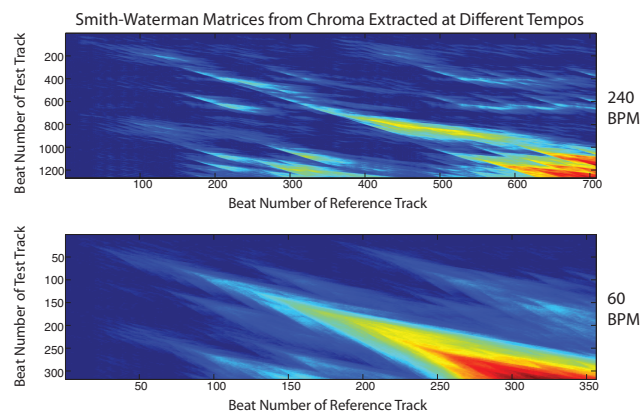 Smith-Waterman Matrices from Chroma Extracted at Different Tempos
Beat Number of Test Track
200
400
600
800
1000
1200
100 200 300 400 500 600 700
Beat Number of Reference Track
240
BPM
Beat Number of Test Track
50
100
150
200
250
300
50 100 150 200 250 300 350
Beat Number of Reference Track
60
BPM